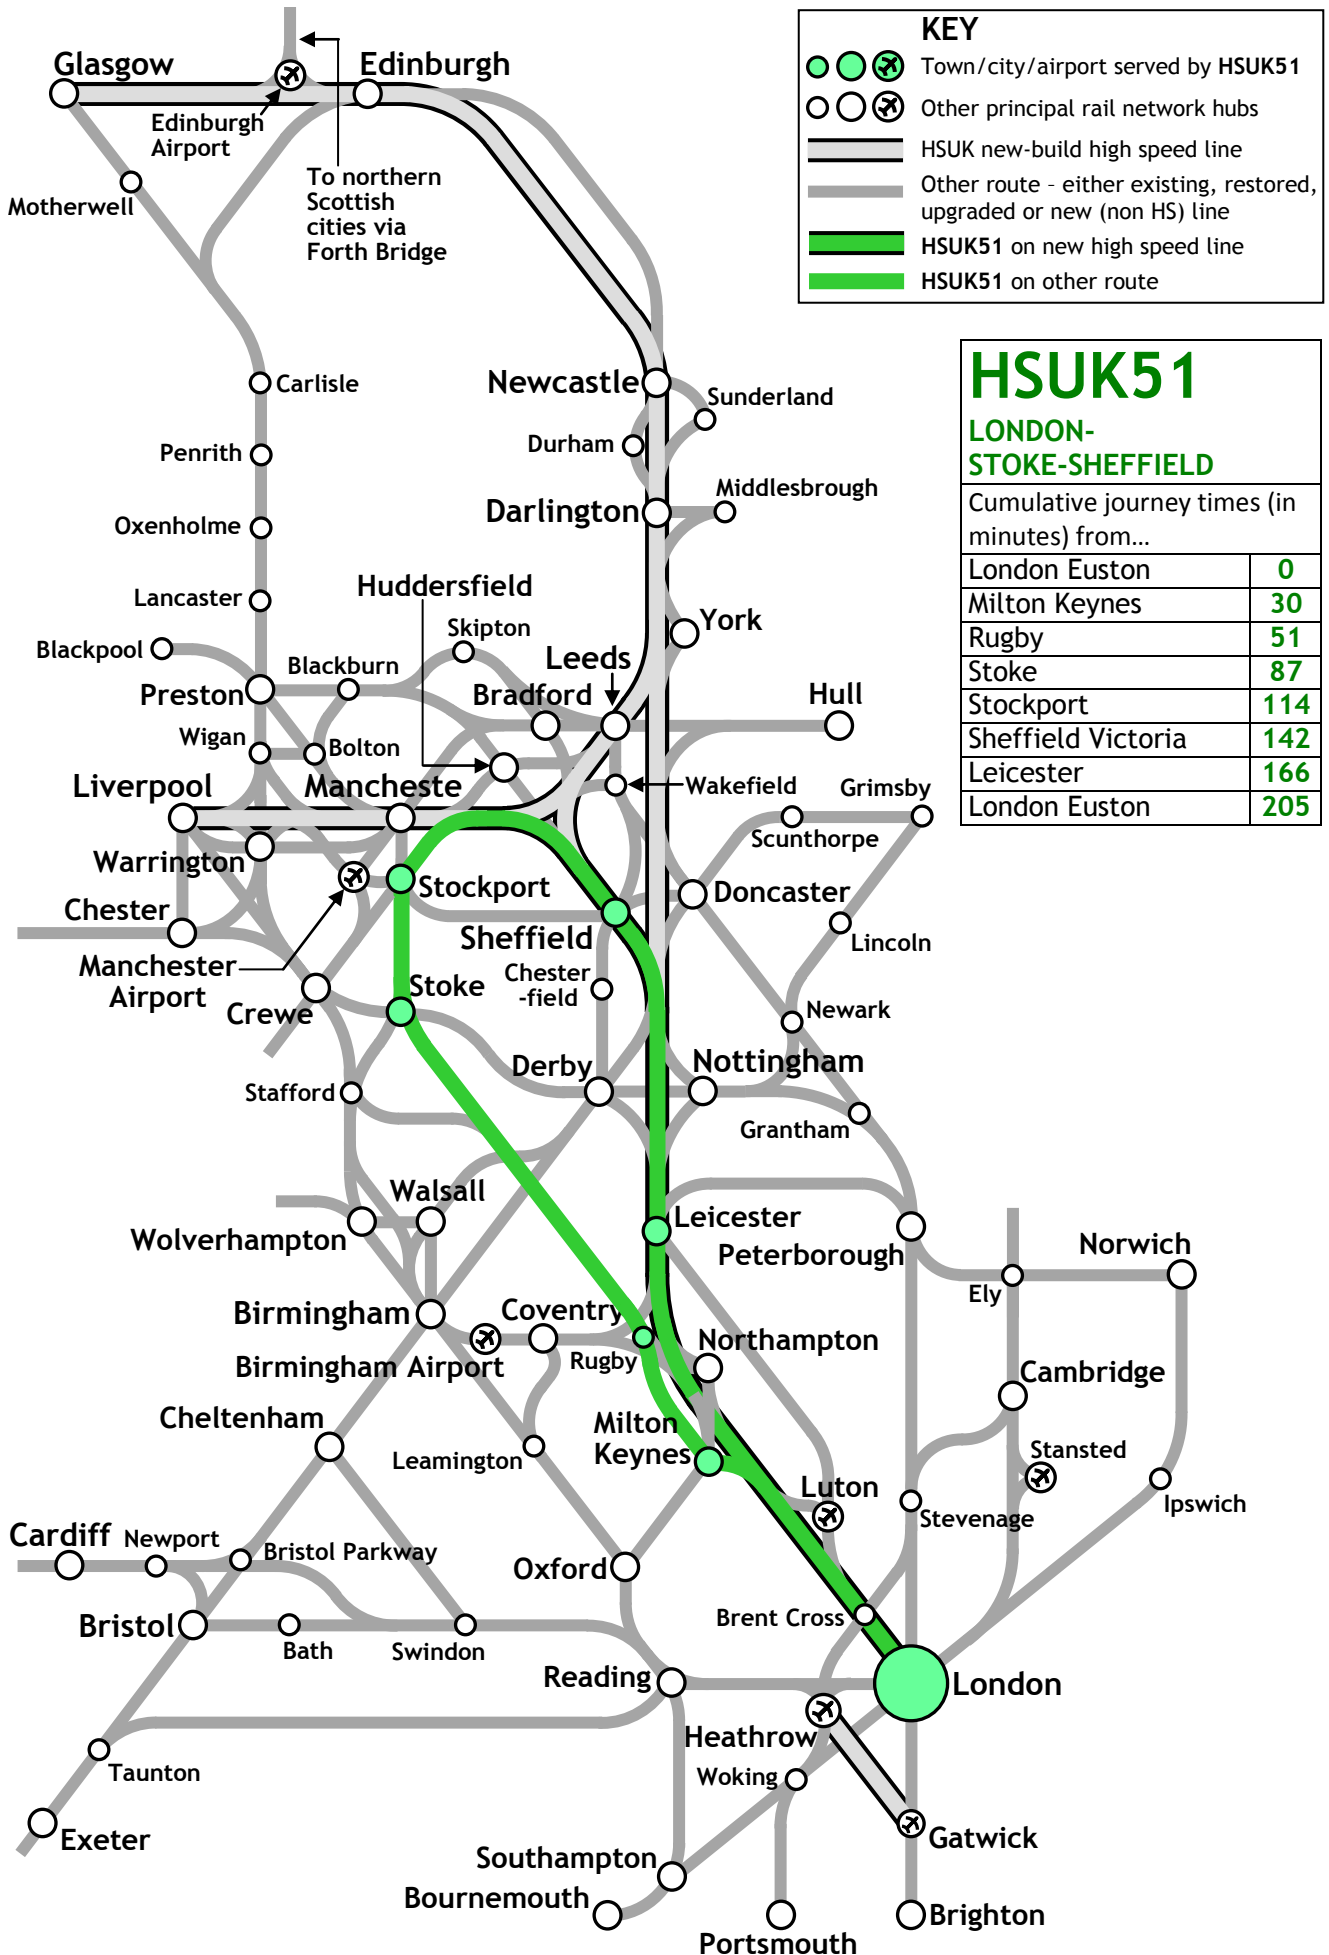 KEY
Town/city/airport served by HSUK51
Other principal rail network hubs
HSUK new-build high speed line
Other route - either existing, restored,
upgraded or new (non HS) line
HSUK51 on new high speed line
HSUK51 on other route
HSUK51
LONDON-
STOKE-SHEFFIELD
Cumulative journey times (in
minutes) from...
London Euston 0
Milton Keynes 30
Rugby 51
Stoke 87
Stockport 114
Sheffield Victoria 142
Leicester 166
London Euston 205
Glasgow
Edinburgh
Edinburgh
Airport
To northern
Scottish
cities via
Forth Bridge
Motherwell
Carlisle
Newcastle
Sunderland
Durham
Penrith
Middlesbrough
Darlington
Oxenholme
Huddersfield
Lancaster
York
Skipton
Blackpool
Leeds
Blackburn
Preston
Bradford
Hull
Wigan
Bolton
Liverpool
Mancheste
Wakefield
Grimsby
Scunthorpe
Warrington
Stockport
Doncaster
Chester
Sheffield
Lincoln
Manchester
Airport
Chester
-field
Stoke
Crewe
Newark
Derby
Nottingham
Stafford
Grantham
Walsall
Leicester
Wolverhampton
Peterborough
Norwich
Ely
Birmingham
Coventry
Northampton
Rugby
Birmingham Airport
Cambridge
Cheltenham
Milton
Keynes
Leamington
Stansted
Luton
Ipswich
Stevenage
Cardiff
Newport
Bristol Parkway
Oxford
Bristol
Brent Cross
Bath
Swindon
Reading
London
Heathrow
Taunton
Woking
Exeter
Gatwick
Southampton
Bournemouth
Brighton
Portsmouth